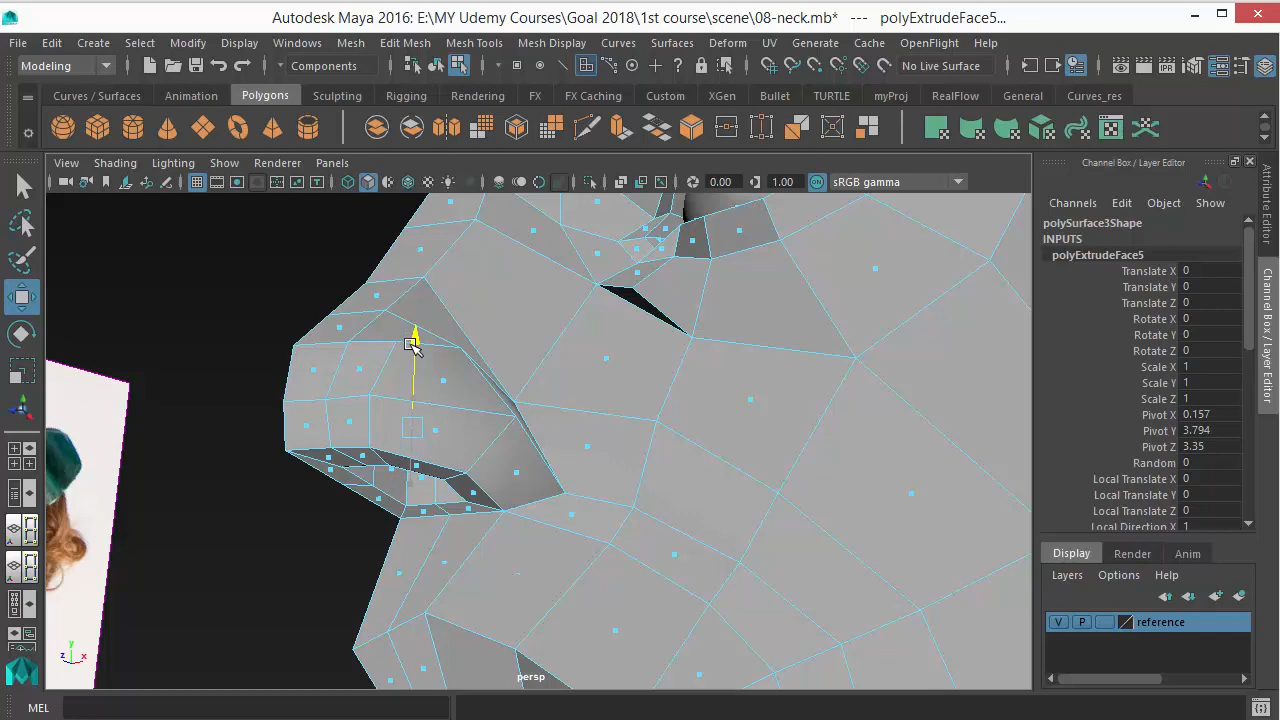 Autodesk Maya 2016: E:\MY Udemy Courses\Goal 2018\1st course\scene\08-neck.mb* --- polyExtrudeFace5...
File Edit Create Select Modify Display Windows Mesh Edit Mesh Mesh Tools Mesh Display Curves Surfaces Deform UV Generate Cache OpenFlight Help
Modeling Components No Live Surface
Curves / Surfaces Animation Polygons Sculpting Rigging Rendering FX FX Caching Custom XGen Bullet TURTLE myProj RealFlow General Curves_res
View Shading Lighting Show Renderer Panels
0.00 1.00 ON sRGB gamma
Channel Box / Layer Editor
Channels Edit Object Show
polySurface3Shape
INPUTS
polyExtrudeFace5
Translate X 0
Translate Y 0
Translate Z 0
Rotate X 0
Rotate Y 0
Rotate Z 0
Scale X 1
Scale Y 1
Scale Z 1
Pivot X 0.157
Pivot Y 3.794
Pivot Z 3.35
Random 0
Local Translate X 0
Local Translate Y 0
Local Translate Z 0
Local Direction X 1
Display Render Anim
Layers Options Help
V P reference
Attribute Editor
Channel Box / Layer Editor
y
z x
persp
MEL